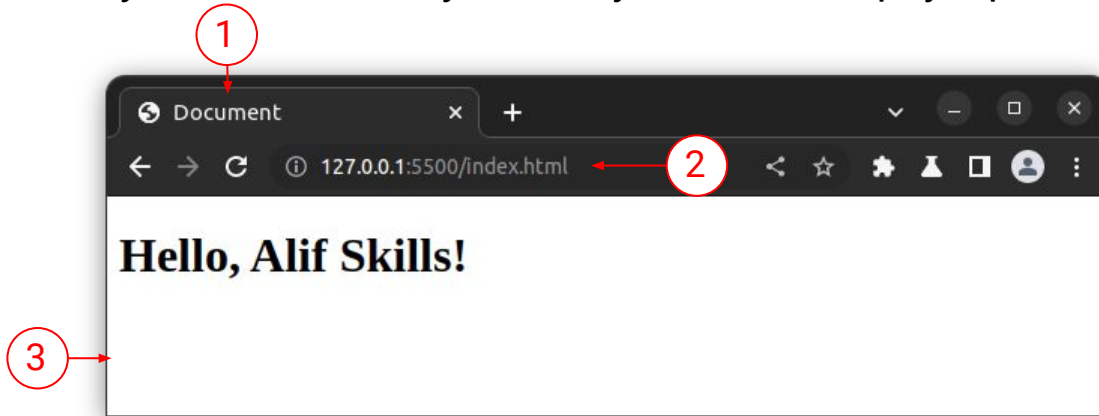 1
Document
127.0.0.1:5500/index.html
2
Hello, Alif Skills!
3